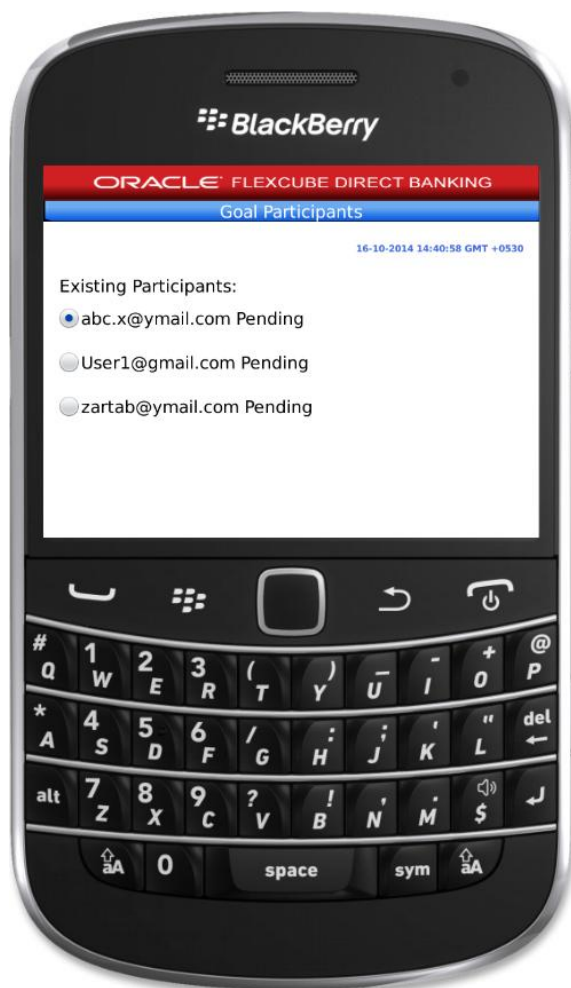 BlackBerry
ORACLE FLEXCUBE DIRECT BANKING
Goal Participants
16-10-2014 14:40:58 GMT +0530
Existing Participants:
abc.x@ymail.com Pending
User1@gmail.com Pending
zartab@ymail.com Pending
# 1 2 3 ( ) _ - + @
Q W E R T Y U I O P
* 4 5 6 / : ; ' " del
A S D F G H J K L
alt 7 8 9 ? ! , . $
Z X C V B N M
aA 0 space sym aA